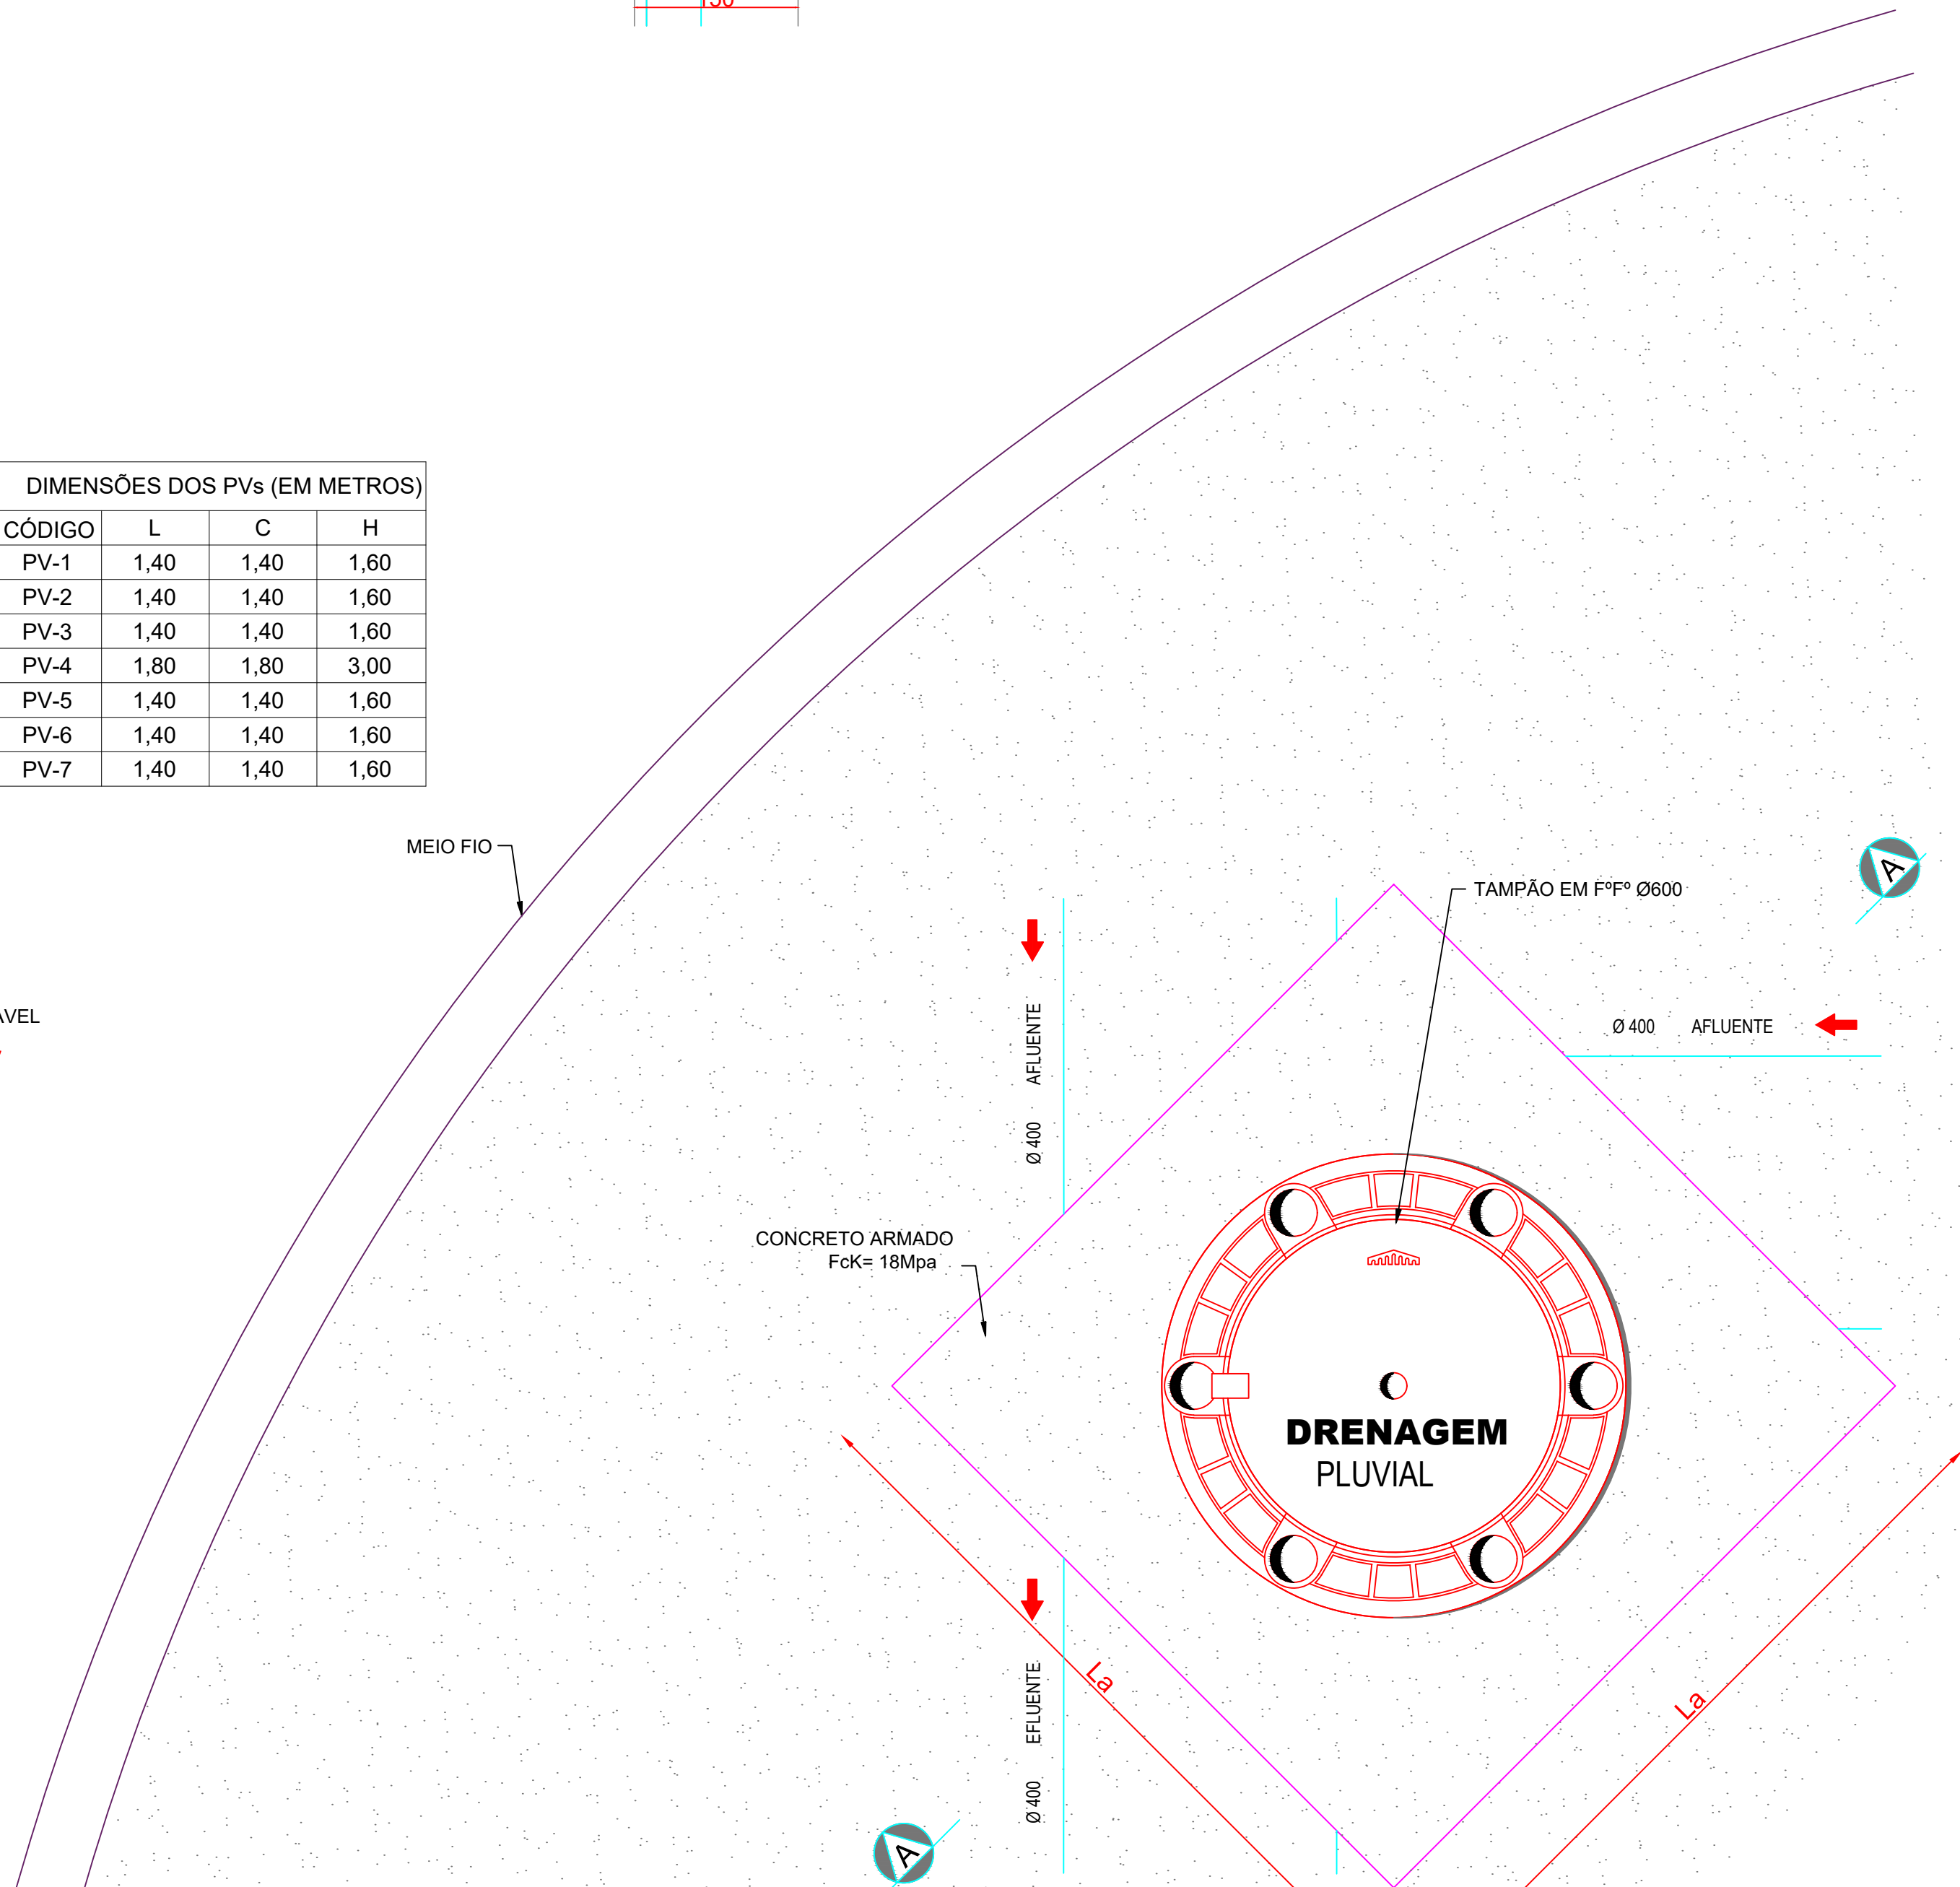 150
DIMENSÕES DOS PVs (EM METROS)
CÓDIGO L C H
PV-1 1,40 1,40 1,60
PV-2 1,40 1,40 1,60
PV-3 1,40 1,40 1,60
PV-4 1,80 1,80 3,00
PV-5 1,40 1,40 1,60
PV-6 1,40 1,40 1,60
PV-7 1,40 1,40 1,60
MEIO FIO
A
TAMPÃO EM FºFº Ø600
AVEL
Ø 400 AFLUENTE
Ø 400 AFLUENTE
CONCRETO ARMADO
FcK= 18Mpa
DRENAGEM
PLUVIAL
La
La
Ø 400 EFLUENTE
A